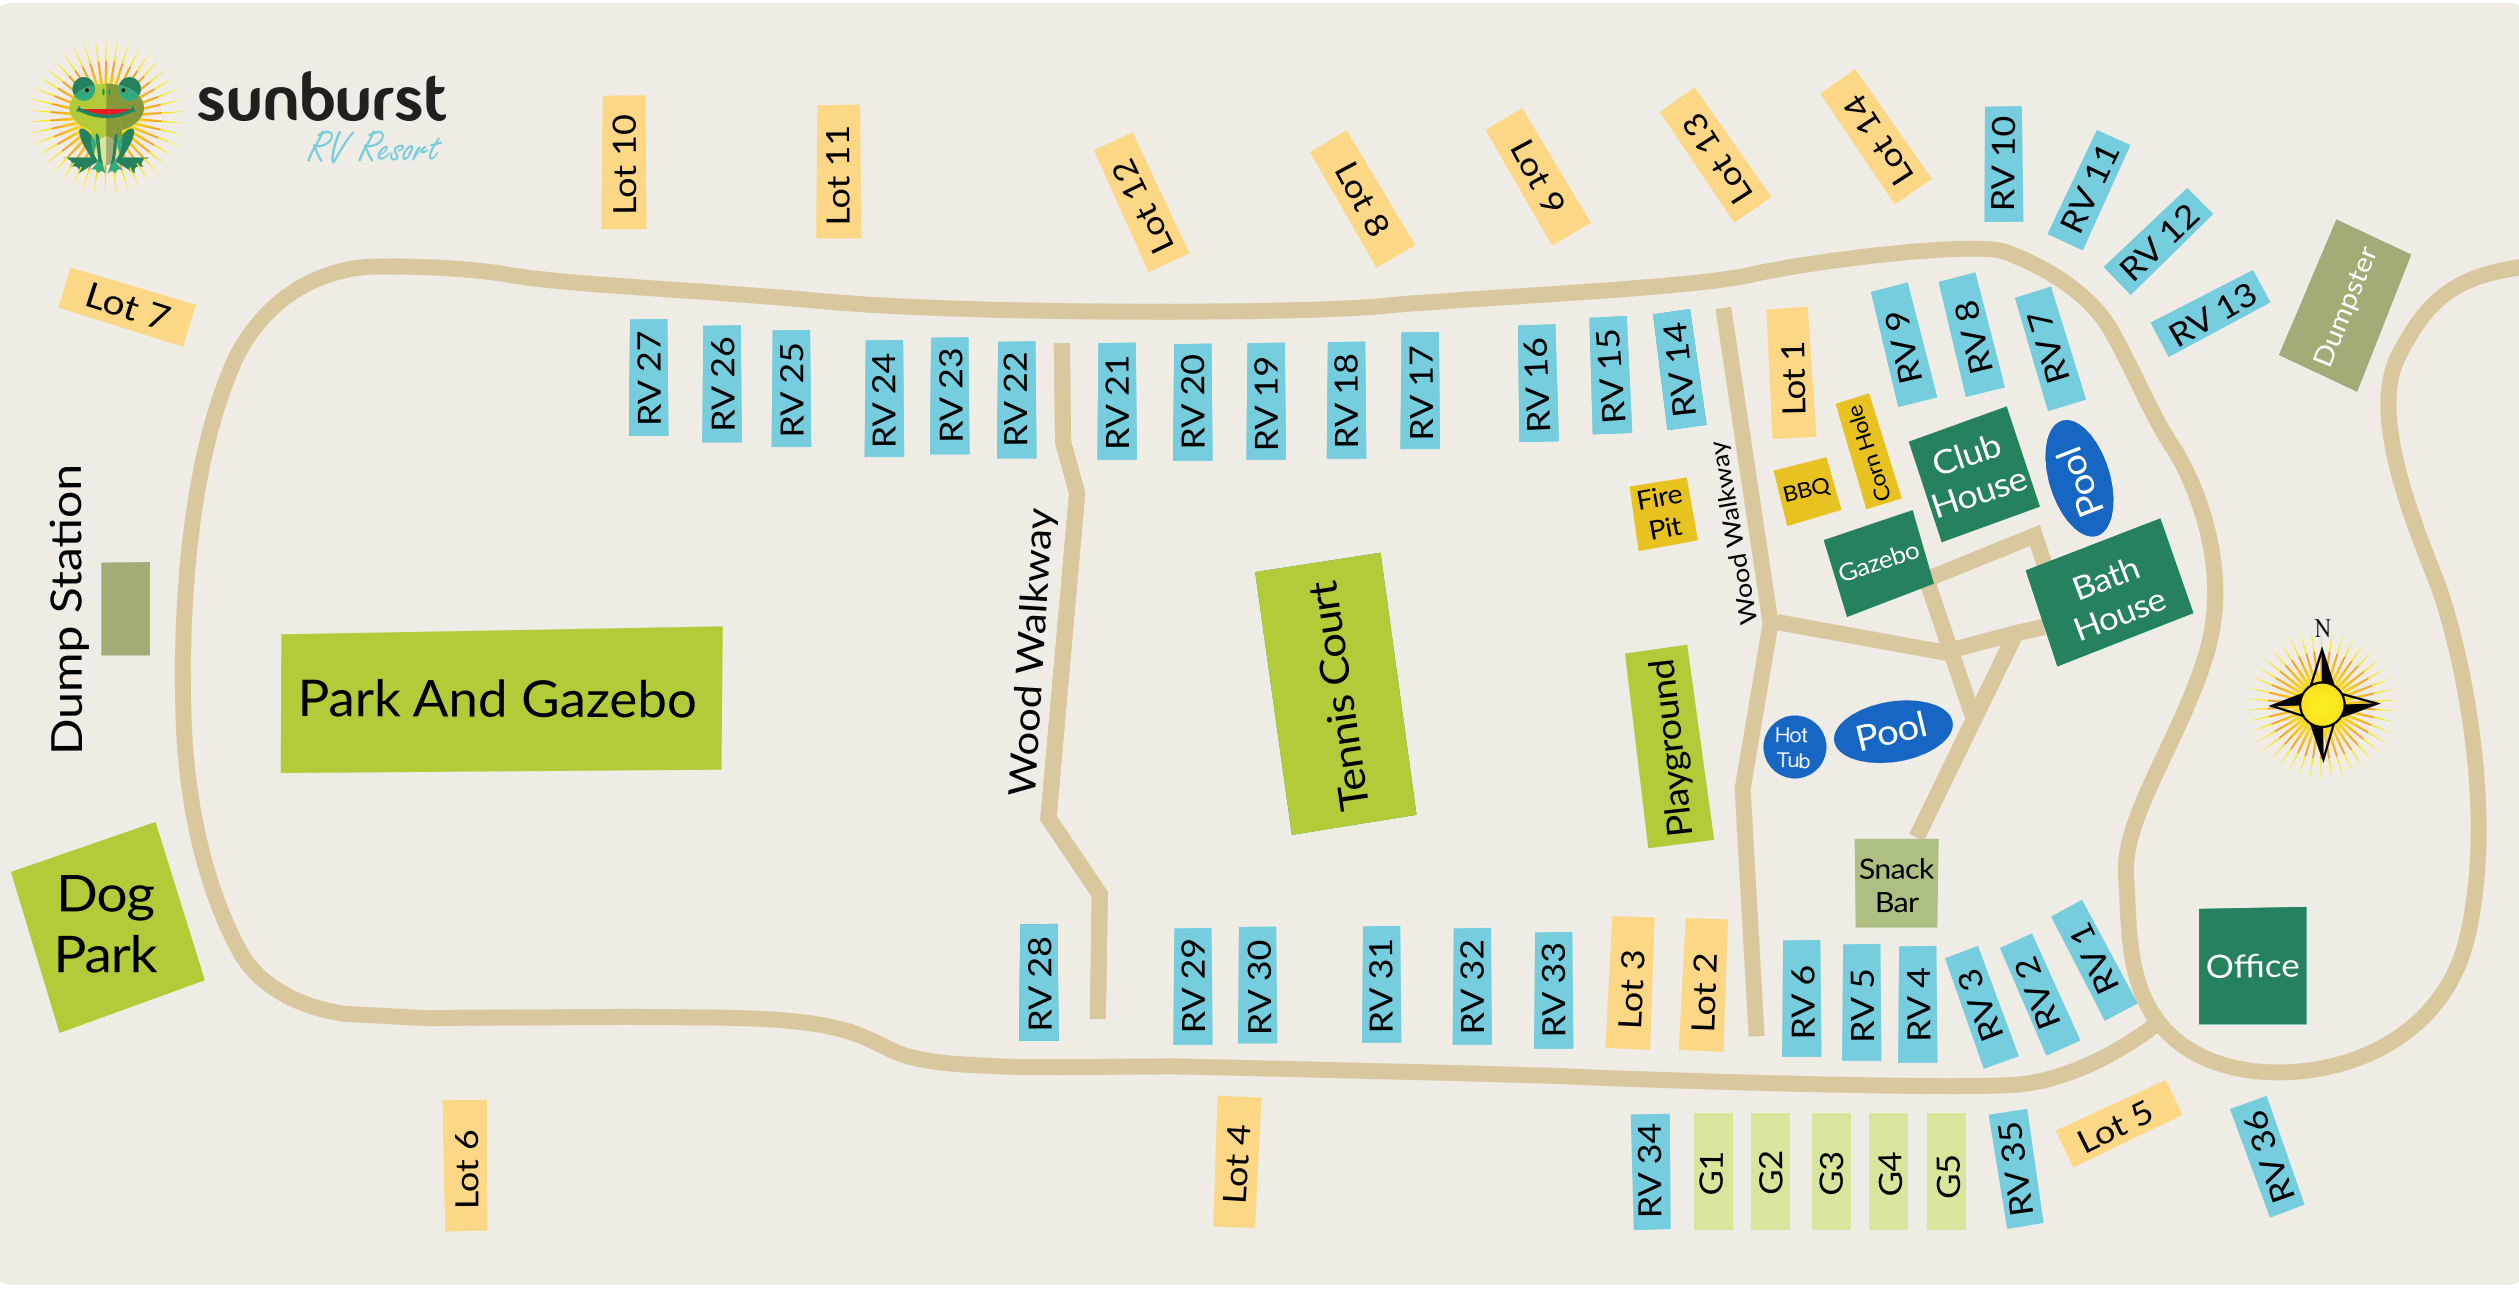 sunburst
RV Resort
Lot 10
Lot 11
Lot 12
Lot 8
Lot 9
Lot 13
Lot 14
RV 10
RV 11
RV 12
RV 13
Dumpster
Lot 7
RV 27
RV 26
RV 25
RV 24
RV 23
RV 22
RV 21
RV 20
RV 19
RV 18
RV 17
RV 16
RV 15
RV 14
Lot 1
RV 9
RV 8
RV 7
Wood Walkway
Fire
Pit
BBQ
Corn Hole
Club
House
Pool
Gazebo
Bath
House
Dump Station
Park And Gazebo
Wood Walkway
Tennis Court
Playground
Hot
Tub
Pool
N
Snack
Bar
Dog
Park
RV 28
RV 29
RV 30
RV 31
RV 32
RV 33
Lot 3
Lot 2
RV 6
RV 5
RV 4
RV 3
RV 2
RV 1
Office
Lot 6
Lot 4
RV 34
G1
G2
G3
G4
G5
RV 35
Lot 5
RV 36